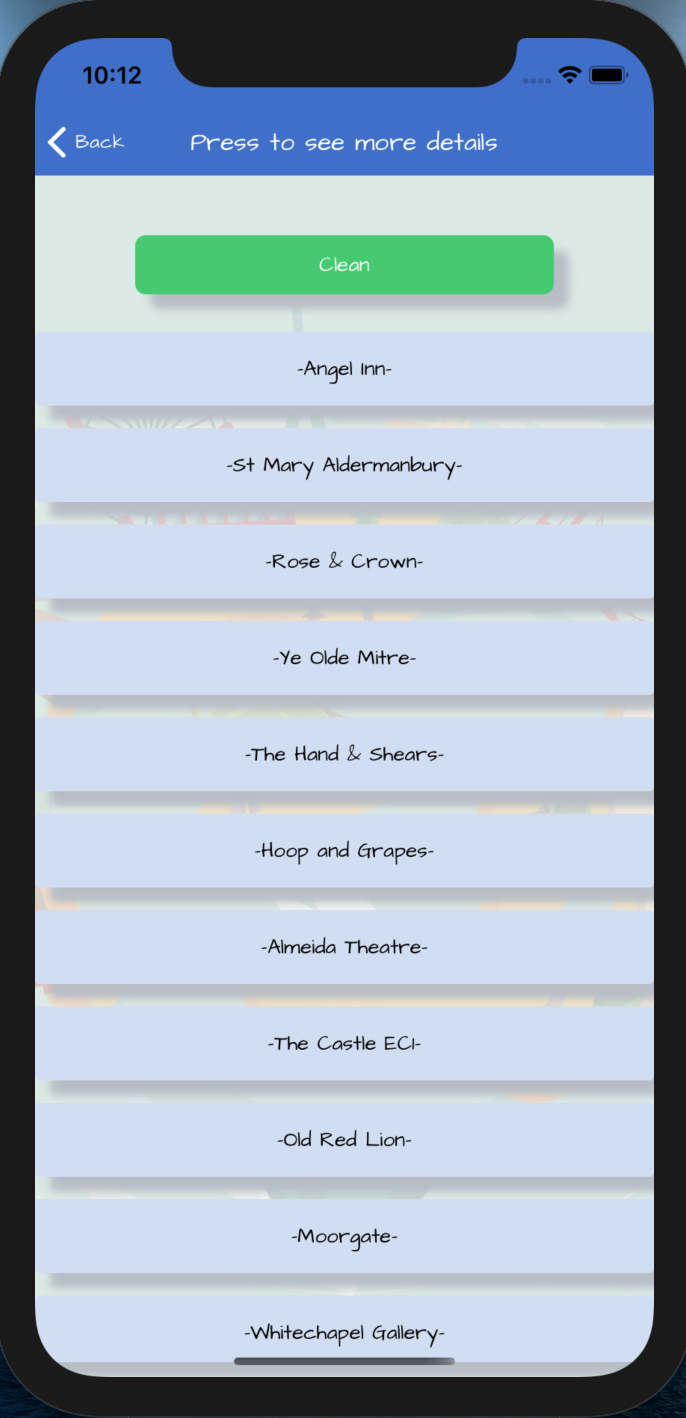 10:12
Back Press to see more details
Clean
-Angel Inn-
-St Mary Aldermanbury-
-Rose & Crown-
-Ye Olde Mitre-
-The Hand & Shears-
-Hoop and Grapes-
-Almeida Theatre-
-The Castle EC1-
-Old Red Lion-
-Moorgate-
-Whitechapel Gallery-